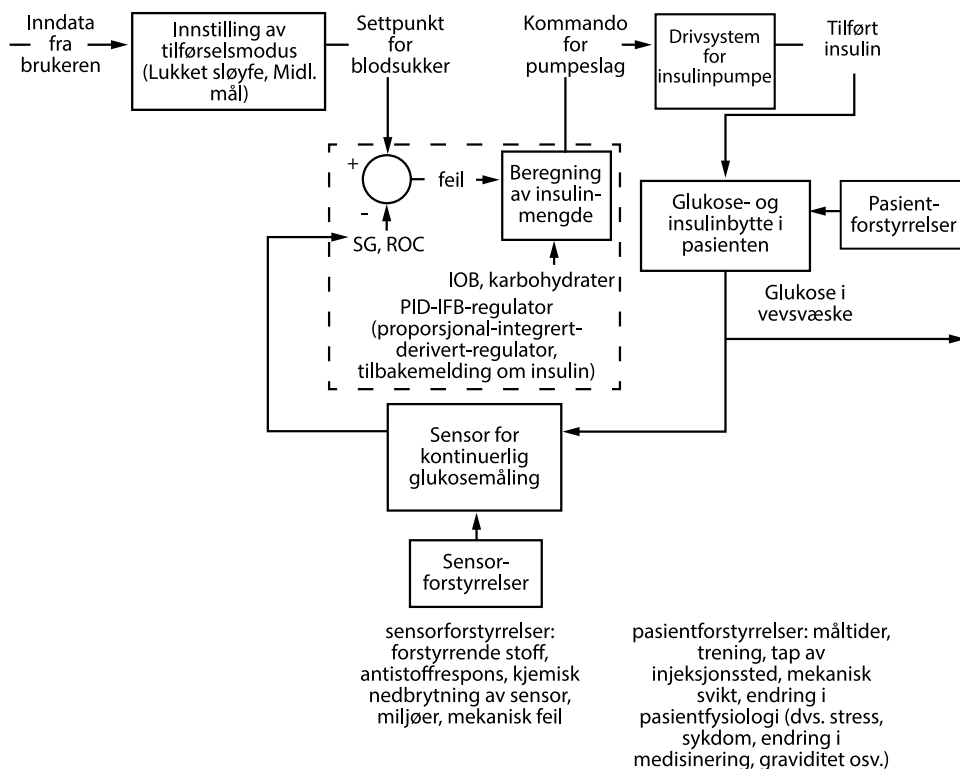 Inndata
fra
brukeren
Innstilling av
tilførselsmodus
(Lukket sløyfe, Midl.
mål)
Settpunkt
for
blodsukker
Kommando
for
pumpeslag
Drivsystem
for
insulinpumpe
Tilført
insulin
+
-
feil
SG, ROC
Beregning
av insulin-
mengde
IOB, karbohydrater
PID-IFB-regulator
(proporsjonal-integrert-
derivert-regulator,
tilbakemelding om insulin)
Glukose- og
insulinbytte i
pasienten
Pasient-
forstyrrelser
Glukose i
vevsvæske
Sensor for
kontinuerlig
glukosemåling
Sensor-
forstyrrelser
sensorforstyrrelser:
forstyrrende stoff,
antistoffrespons, kjemisk
nedbrytning av sensor,
miljøer, mekanisk feil
pasientforstyrrelser: måltider,
trening, tap av
injeksjonssted, mekanisk
svikt, endring i
pasientfysiologi (dvs. stress,
sykdom, endring i
medisinering, graviditet osv.)